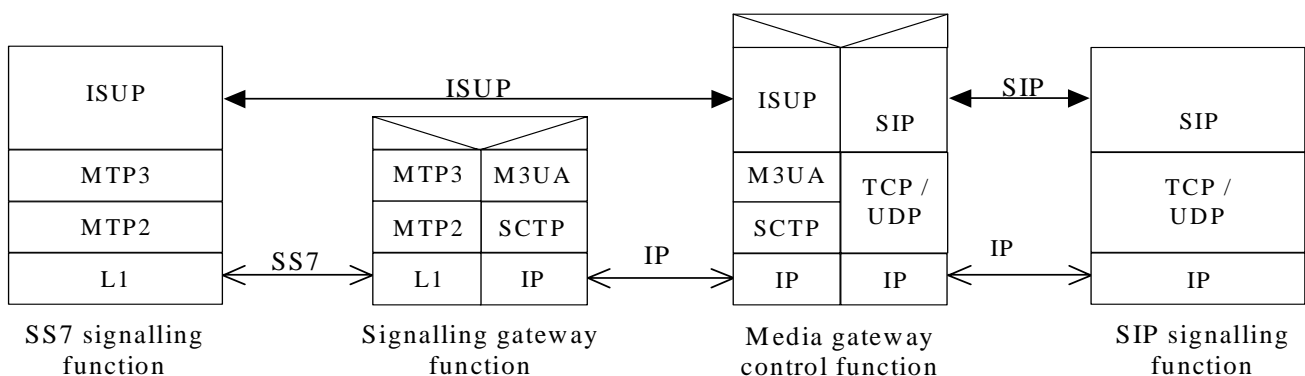 ISUP
MTP3
MTP2
L1
SS7 signalling
function
ISUP
SS7
MTP3
M3UA
MTP2
SCTP
L1
IP
Signalling gateway
function
IP
ISUP
SIP
M3UA
SCTP
TCP /
UDP
IP
IP
Media gateway
control function
SIP
IP
SIP
TCP /
UDP
IP
SIP signalling
function